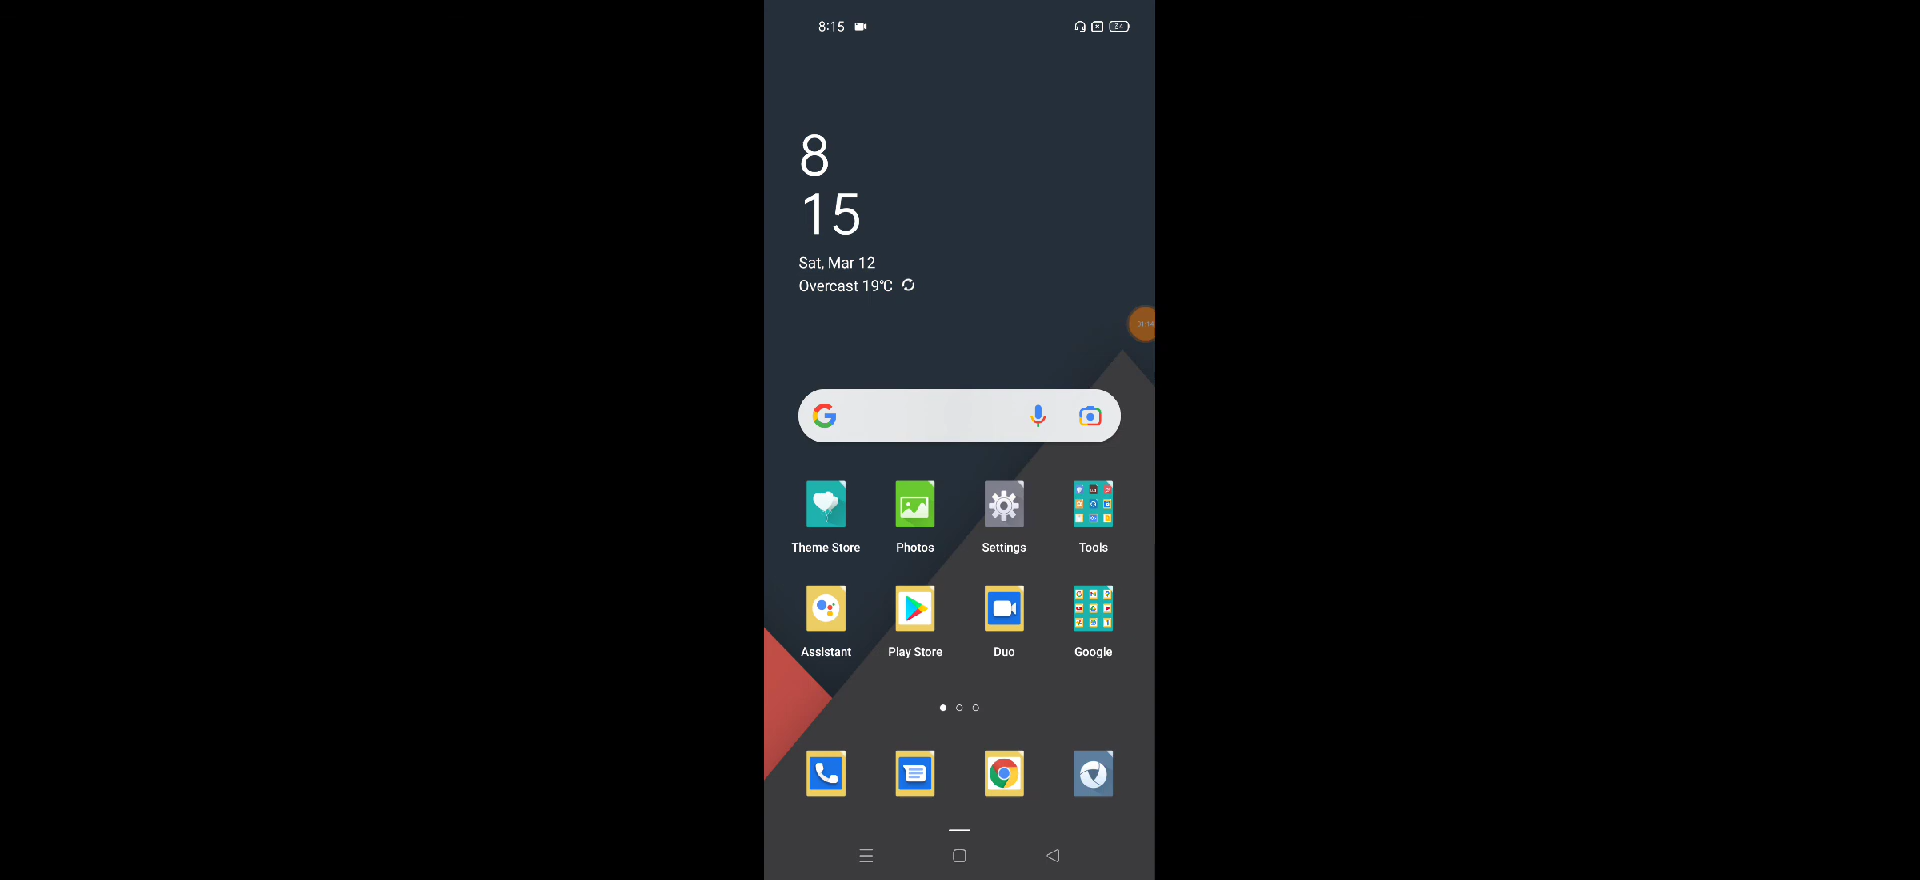 8:15
8
15
Sat, Mar 12
Overcast 19°C
Theme Store
Photos
Settings
Tools
Assistant
Play Store
Duo
Google